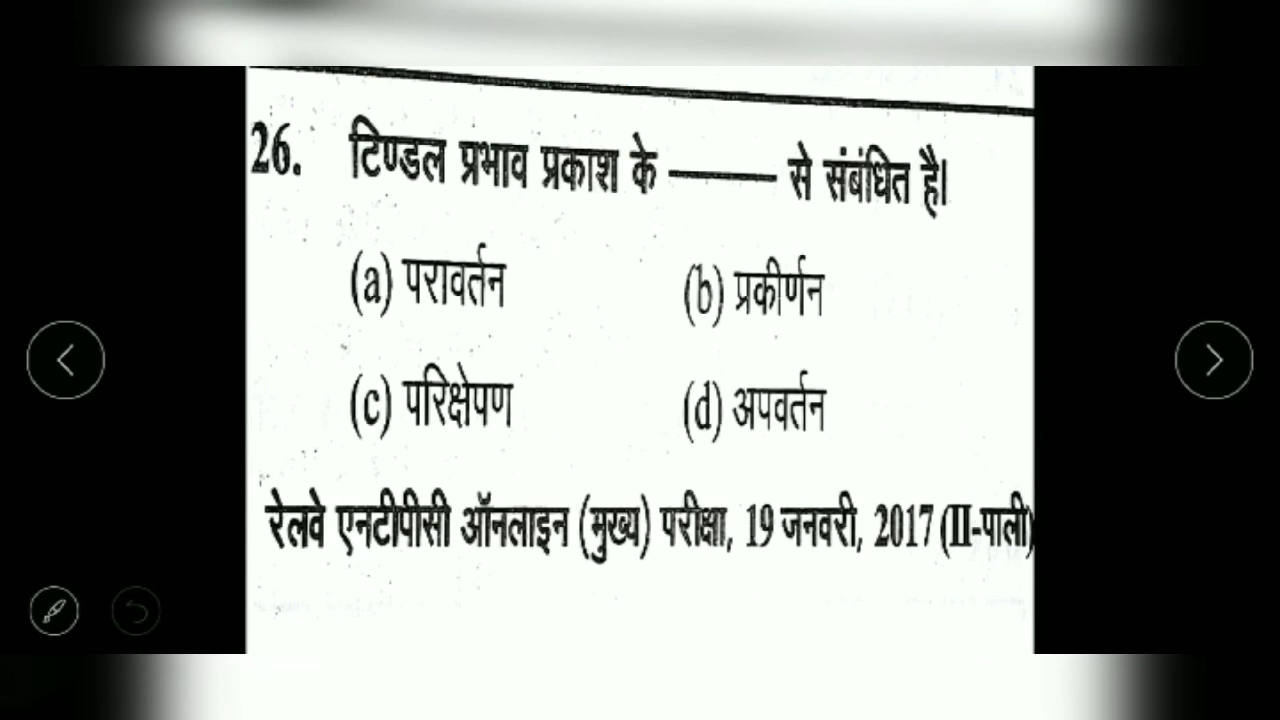 26. टिण्डल प्रभाव प्रकाश के ——— से संबंधित है।
(a) परावर्तन (b) प्रकीर्णन
(c) परिक्षेपण (d) अपवर्तन
रेलवे एनटीपीसी ऑनलाइन (मुख्य) परीक्षा, 19 जनवरी, 2017 (II-पाली)